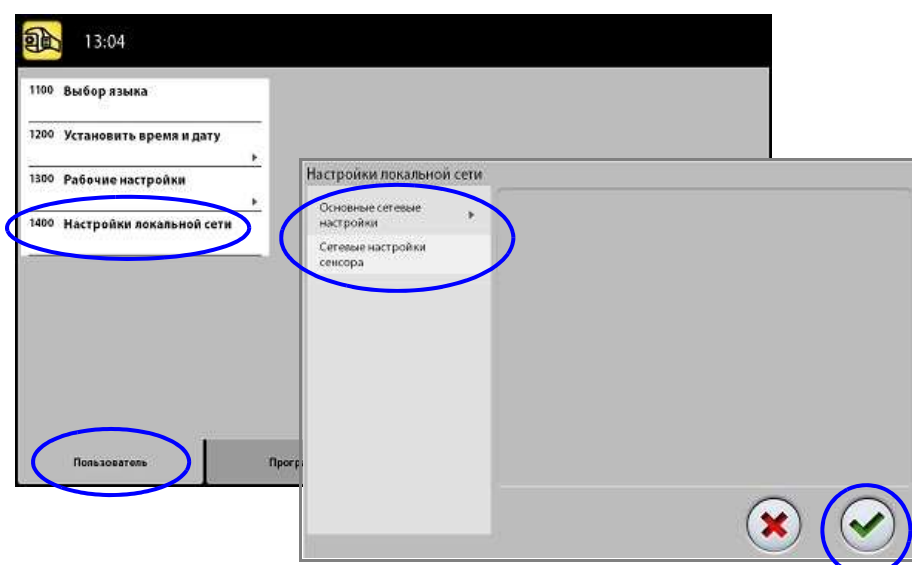 13:04
1100 Выбор языка
1200 Установить время и дату
1300 Рабочие настройки
1400 Настройки локальной сети
Пользователь
Настройки локальной сети
Основные сетевые
настройки
Сетевые настройки
сенсора